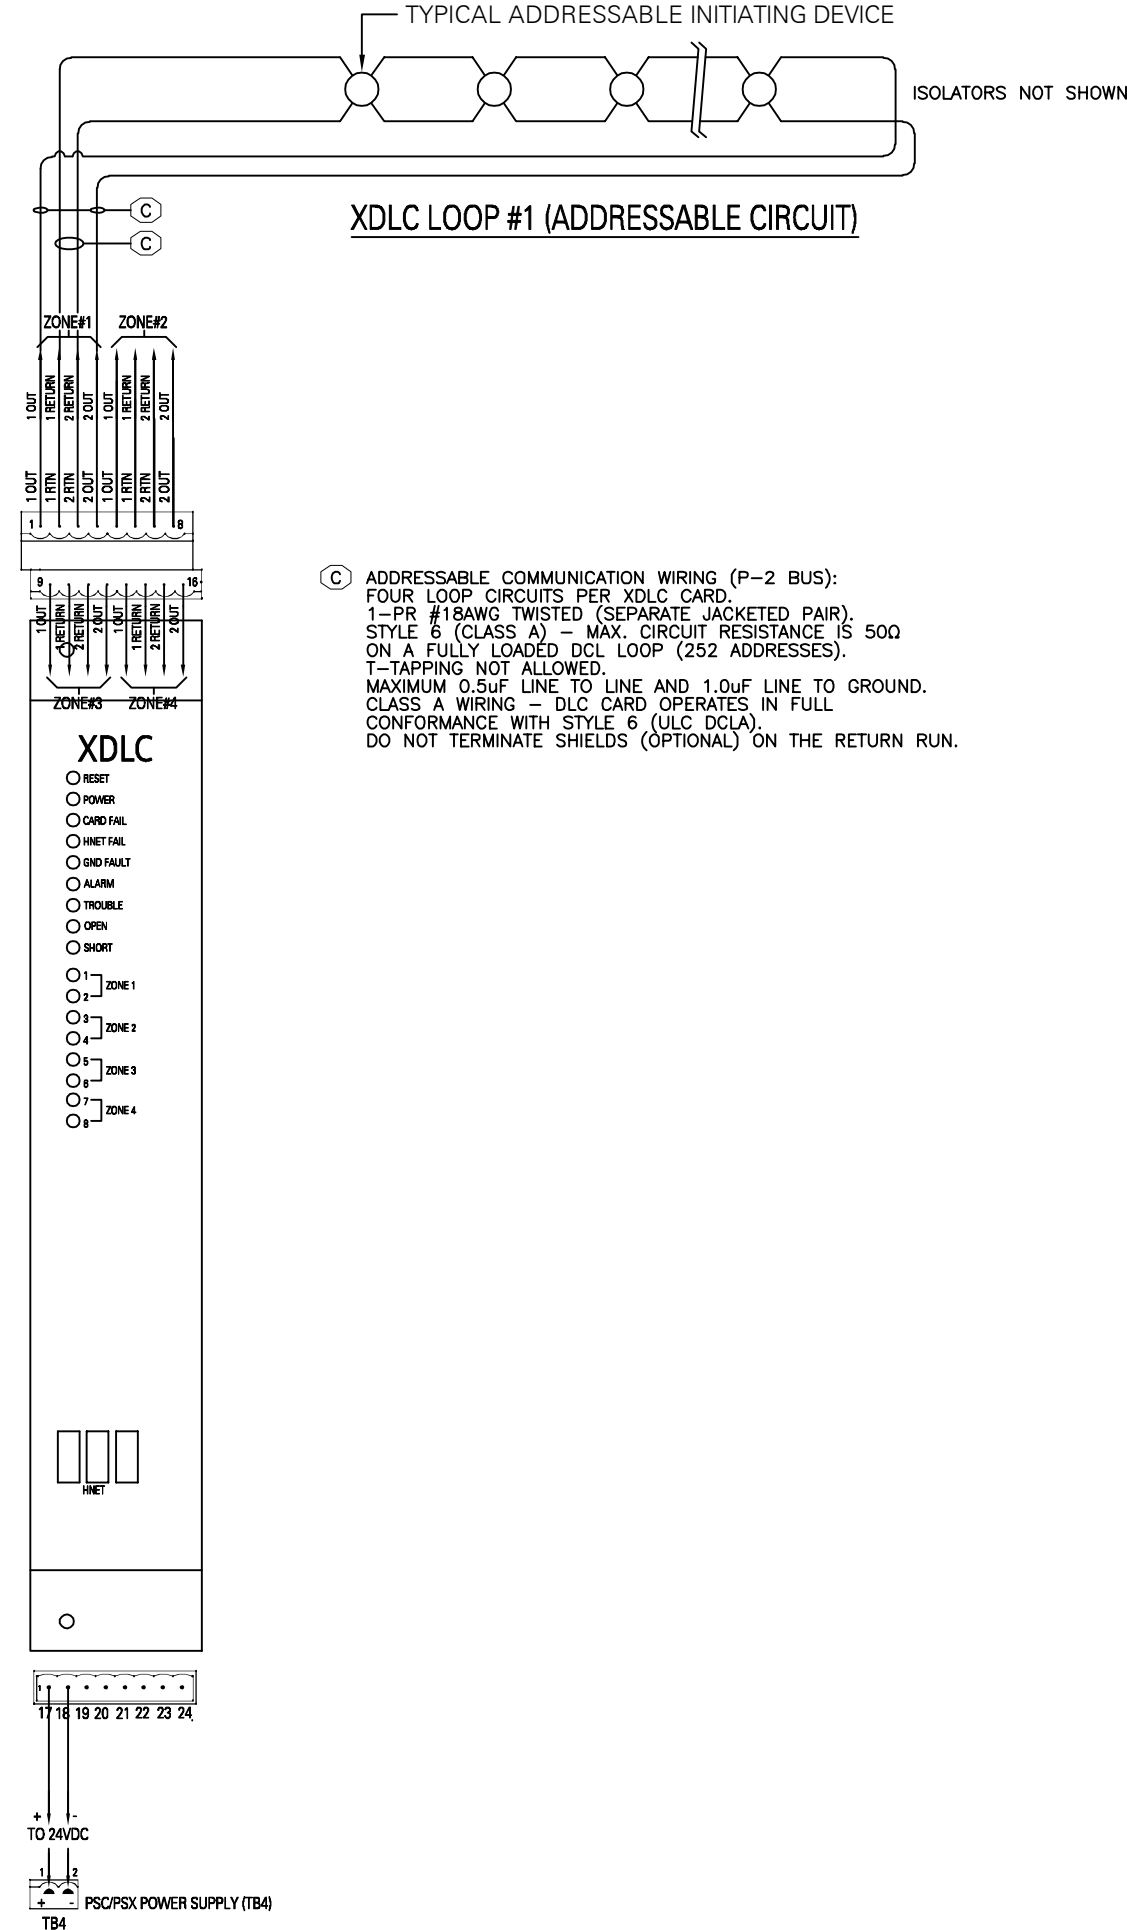 TYPICAL ADDRESSABLE INITIATING DEVICE
ISOLATORS NOT SHOWN
C
C
XDLC LOOP #1 (ADDRESSABLE CIRCUIT)
ZONE#1 ZONE#2
1 OUT 1 RETURN 2 RETURN 2 OUT 1 OUT 1 RETURN 2 RETURN 2 OUT
1 OUT 1 RTN 2 RTN 2 OUT 1 OUT 1 RTN 2 RTN 2 OUT
1 8
9 16
1 OUT 1 RETURN 2 RETURN 2 OUT 1 OUT 1 RETURN 2 RETURN 2 OUT
ZONE#3 ZONE#4
C ADDRESSABLE COMMUNICATION WIRING (P-2 BUS):
FOUR LOOP CIRCUITS PER XDLC CARD.
1-PR #18AWG TWISTED (SEPARATE JACKETED PAIR).
STYLE 6 (CLASS A) - MAX. CIRCUIT RESISTANCE IS 50Ω
ON A FULLY LOADED DCL LOOP (252 ADDRESSES).
T-TAPPING NOT ALLOWED.
MAXIMUM 0.5uF LINE TO LINE AND 1.0uF LINE TO GROUND.
CLASS A WIRING - DLC CARD OPERATES IN FULL
CONFORMANCE WITH STYLE 6 (ULC DCLA).
DO NOT TERMINATE SHIELDS (OPTIONAL) ON THE RETURN RUN.
XDLC
RESET
POWER
CARD FAIL
HNET FAIL
GND FAULT
ALARM
TROUBLE
OPEN
SHORT
1
ZONE 1
2
3
ZONE 2
4
5
ZONE 3
6
7
ZONE 4
8
HNET
1
17 18 19 20 21 22 23 24
+ -
TO 24VDC
1 2
+ - PSC/PSX POWER SUPPLY (TB4)
TB4